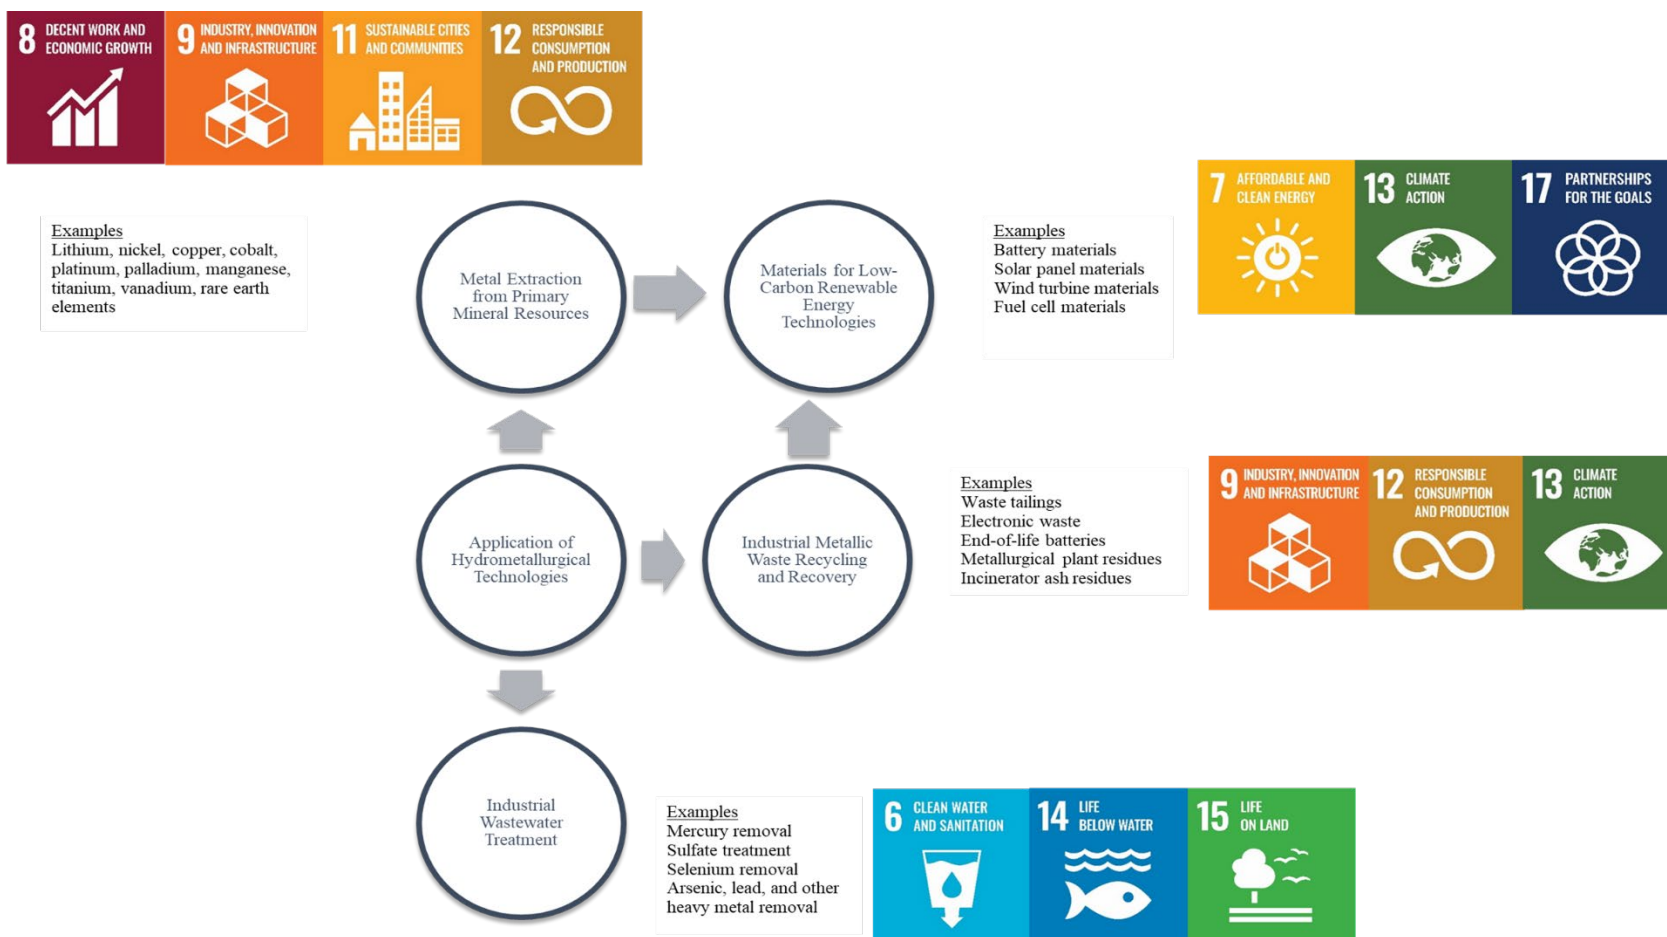 8 DECENT WORK AND
ECONOMIC GROWTH
9 INDUSTRY, INNOVATION
AND INFRASTRUCTURE
11 SUSTAINABLE CITIES
AND COMMUNITIES
12 RESPONSIBLE
CONSUMPTION
AND PRODUCTION
Examples
Lithium, nickel, copper, cobalt,
platinum, palladium, manganese,
titanium, vanadium, rare earth
elements
Metal Extraction
from Primary
Mineral Resources
Materials for Low-
Carbon Renewable
Energy
Technologies
Examples
Battery materials
Solar panel materials
Wind turbine materials
Fuel cell materials
7 AFFORDABLE AND
CLEAN ENERGY
13 CLIMATE
ACTION
17 PARTNERSHIPS
FOR THE GOALS
Application of
Hydrometallurgical
Technologies
Industrial Metallic
Waste Recycling
and Recovery
Examples
Waste tailings
Electronic waste
End-of-life batteries
Metallurgical plant residues
Incinerator ash residues
9 INDUSTRY, INNOVATION
AND INFRASTRUCTURE
12 RESPONSIBLE
CONSUMPTION
AND PRODUCTION
13 CLIMATE
ACTION
Industrial
Wastewater
Treatment
Examples
Mercury removal
Sulfate treatment
Selenium removal
Arsenic, lead, and other
heavy metal removal
6 CLEAN WATER
AND SANITATION
14 LIFE
BELOW WATER
15 LIFE
ON LAND